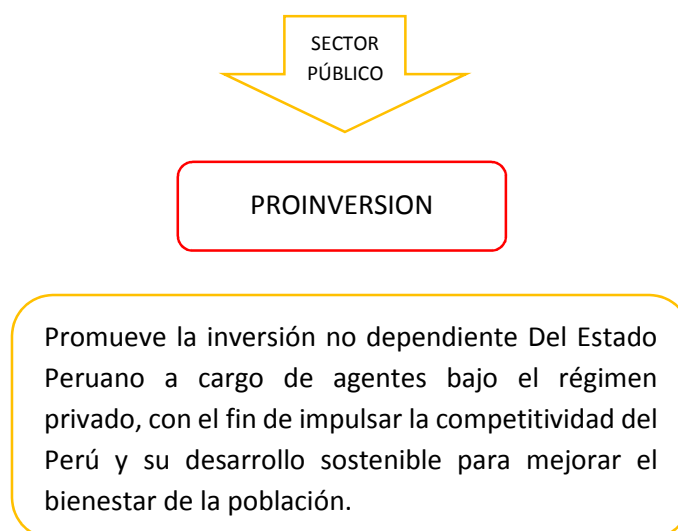 SECTOR
PÚBLICO
PROINVERSION
Promueve la inversión no dependiente Del Estado
Peruano a cargo de agentes bajo el régimen
privado, con el fin de impulsar la competitividad del
Perú y su desarrollo sostenible para mejorar el
bienestar de la población.